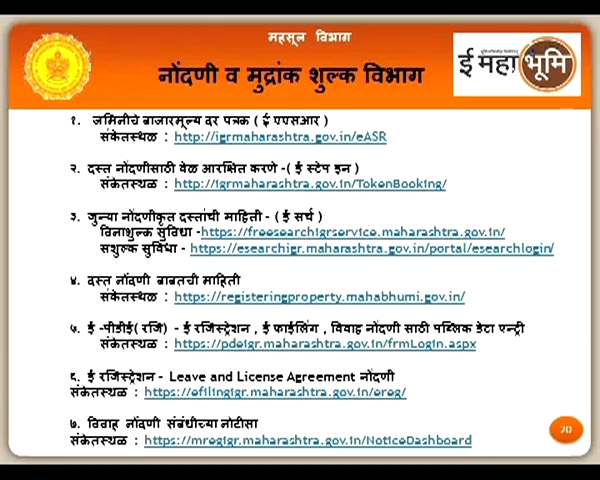 महसूल विभाग
नोंदणी व मुद्रांक शुल्क विभाग
ई महाभूमि
१. जमिनीचे बाजारमूल्य दर पत्रक ( ई एएसआर )
संकेतस्थळ : http://igrmaharashtra.gov.in/eASR
२. दस्त नोंदणीसाठी वेळ आरक्षित करणे -( ई स्टेप इन )
संकेतस्थळ : http://igrmaharashtra.gov.in/TokenBooking/
३. जुन्या नोंदणीकृत दस्तांची माहिती - ( ई सर्च )
विनाशुल्क सुविधा -https://freesearchigrservice.maharashtra.gov.in/
सशुल्क सुविधा - https://esearchigr.maharashtra.gov.in/portal/esearchlogin/
४. दस्त नोंदणी बाबतची माहिती
संकेतस्थळ : https://registeringproperty.mahabhumi.gov.in/
५. ई -पीडीई( रजि) - ई रजिस्ट्रेशन , ई फाईलिंग , विवाह नोंदणी साठी पब्लिक डेटा एन्ट्री
संकेतस्थळ : https://pdeigr.maharashtra.gov.in/frmLogin.aspx
६. ई रजिस्ट्रेशन - Leave and License Agreement नोंदणी
संकेतस्थळ : https://efilingigr.maharashtra.gov.in/ereg/
७. विवाह नोंदणी संबंधीच्या नोटीसा
संकेतस्थळ : https://mregigr.maharashtra.gov.in/NoticeDashboard
20